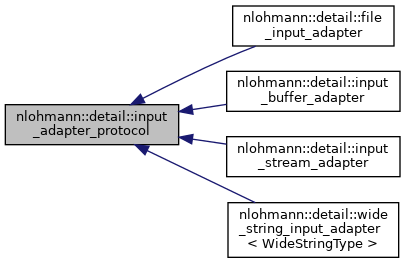 nlohmann::detail::file
_input_adapter
nlohmann::detail::input
_buffer_adapter
nlohmann::detail::input
_adapter_protocol
nlohmann::detail::input
_stream_adapter
nlohmann::detail::wide
_string_input_adapter
< WideStringType >